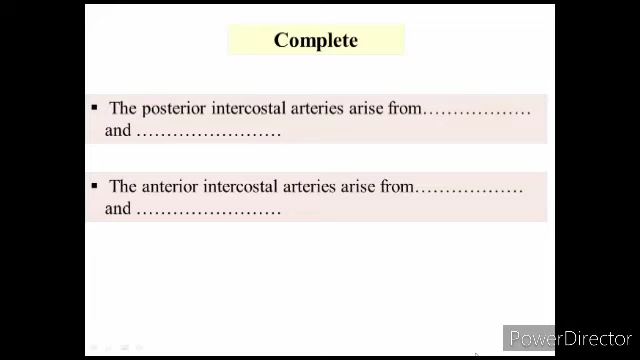 Complete
▪ The posterior intercostal arteries arise from………………
and ……………………
▪ The anterior intercostal arteries arise from………………
and ……………………
PowerDirector